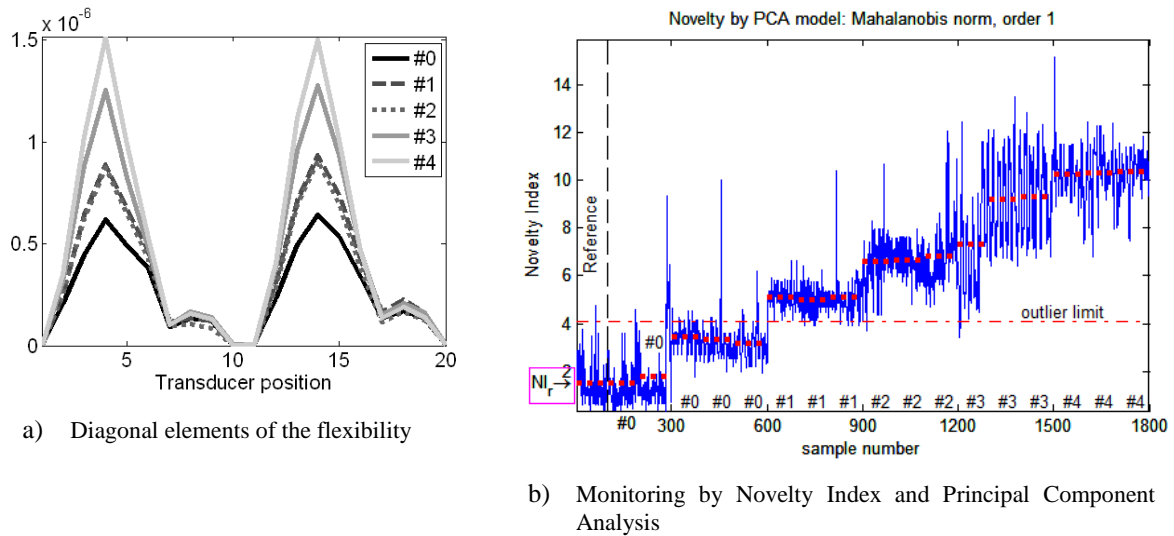 1.5 x 10^-6
1
0.5
0
5
10
15
20
Transducer position
#0
#1
#2
#3
#4
a) Diagonal elements of the flexibility
Novelty by PCA model: Mahalanobis norm, order 1
Novelty Index
14
12
10
8
6
4
2
NI_r→
Reference
#0
outlier limit
#0
#0 #0 #0 #1 #1 #1 #2 #2 #2 #3 #3 #3 #4 #4 #4
300 600 900 1200 1500 1800
sample number
b) Monitoring by Novelty Index and Principal Component
Analysis